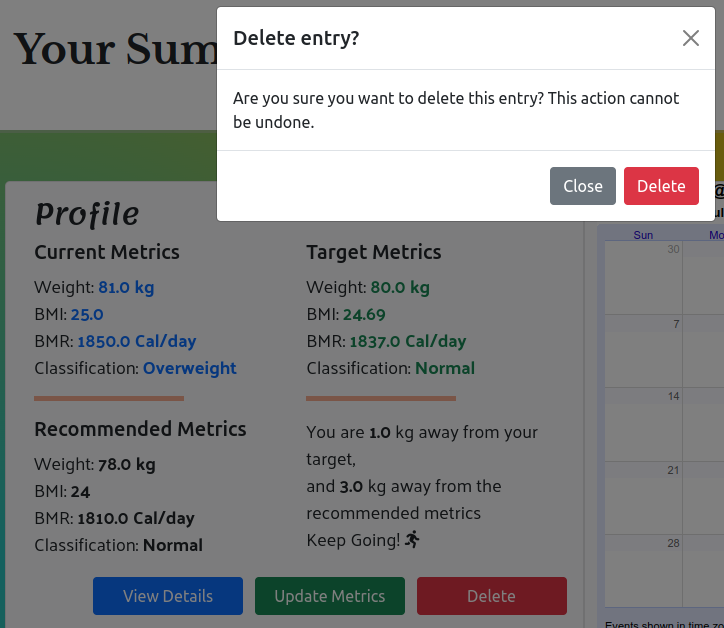 Your Sum
Delete entry?
Are you sure you want to delete this entry? This action cannot
be undone.
Close
Delete
Profile
Current Metrics
Weight: 81.0 kg
BMI: 25.0
BMR: 1850.0 Cal/day
Classification: Overweight
Target Metrics
Weight: 80.0 kg
BMI: 24.69
BMR: 1837.0 Cal/day
Classification: Normal
Recommended Metrics
Weight: 78.0 kg
BMI: 24
BMR: 1810.0 Cal/day
Classification: Normal
You are 1.0 kg away from your
target,
and 3.0 kg away from the
recommended metrics
Keep Going!
View Details
Update Metrics
Delete
@
Sun
Mo
30
7
14
21
28
Events shown in time zo